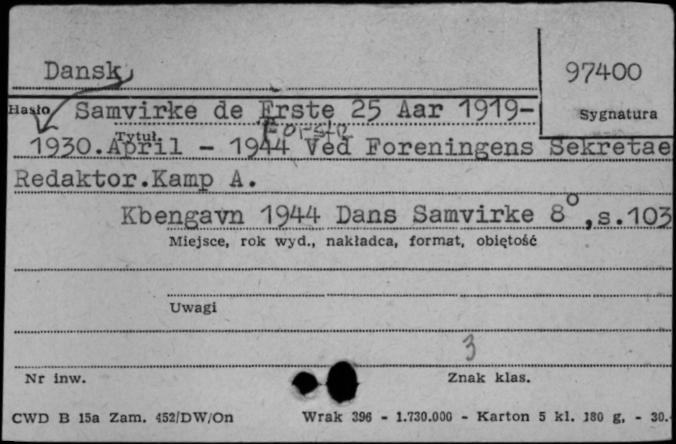 Dansk
97400
Hasło Samvirke de Erste 25 Aar 1919-
Sygnatura
Første
Tytuł
1930.April - 1944 Ved Foreningens Sekretae
Redaktor.Kamp A.
Kbengavn 1944 Dans Samvirke 8°,s.103
Miejsce, rok wyd., nakładca, format, objętość
Uwagi
3
Nr inw.
Znak klas.
CWD B 15a Zam. 452/DW/On Wrak 396 - 1.730.000 - Karton 5 kl. 180 g, - 30.